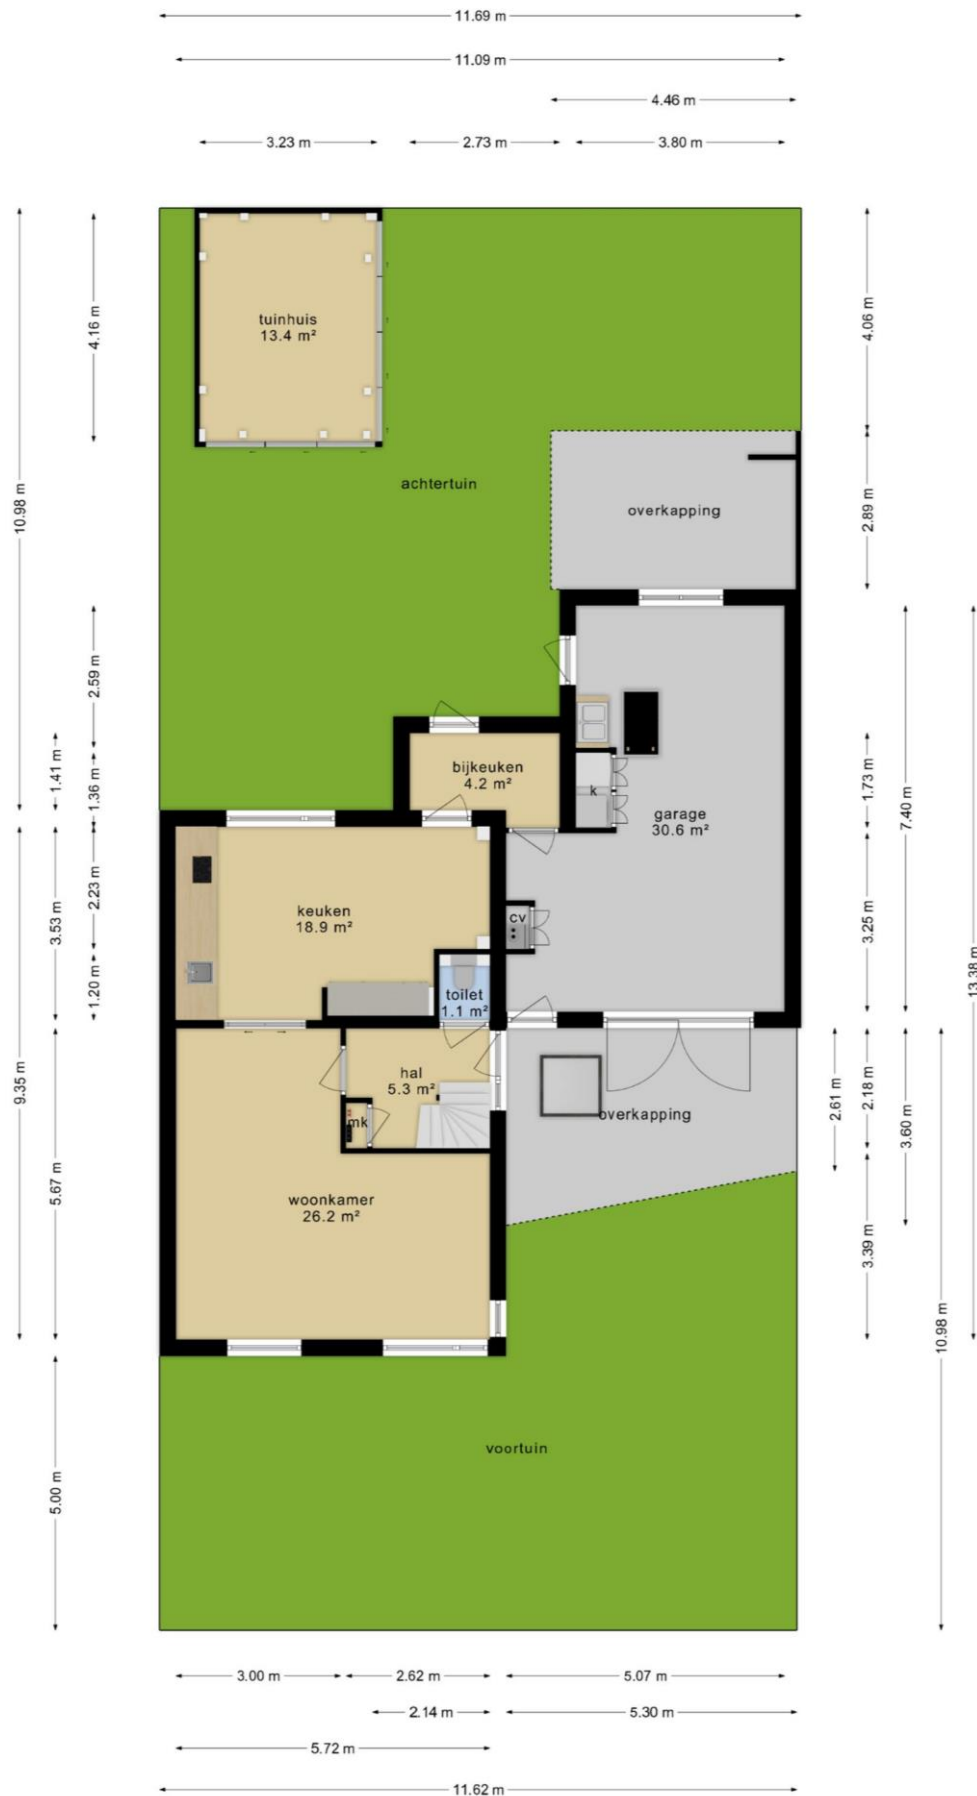 11.69 m
11.09 m
4.46 m
3.23 m
2.73 m
3.80 m
10.98 m
4.16 m
tuinhuis
13.4 m²
4.06 m
achtertuin
overkapping
2.89 m
2.59 m
1.41 m
1.36 m
bijkeuken
4.2 m²
k
garage
30.6 m²
1.73 m
7.40 m
13.38 m
3.53 m
2.23 m
1.20 m
keuken
18.9 m²
cv
3.25 m
toilet
1.1 m²
9.35 m
5.67 m
hal
5.3 m²
mk
overkapping
2.61 m
2.18 m
3.60 m
woonkamer
26.2 m²
3.39 m
10.98 m
voortuin
5.00 m
3.00 m
2.62 m
5.07 m
2.14 m
5.30 m
5.72 m
11.62 m